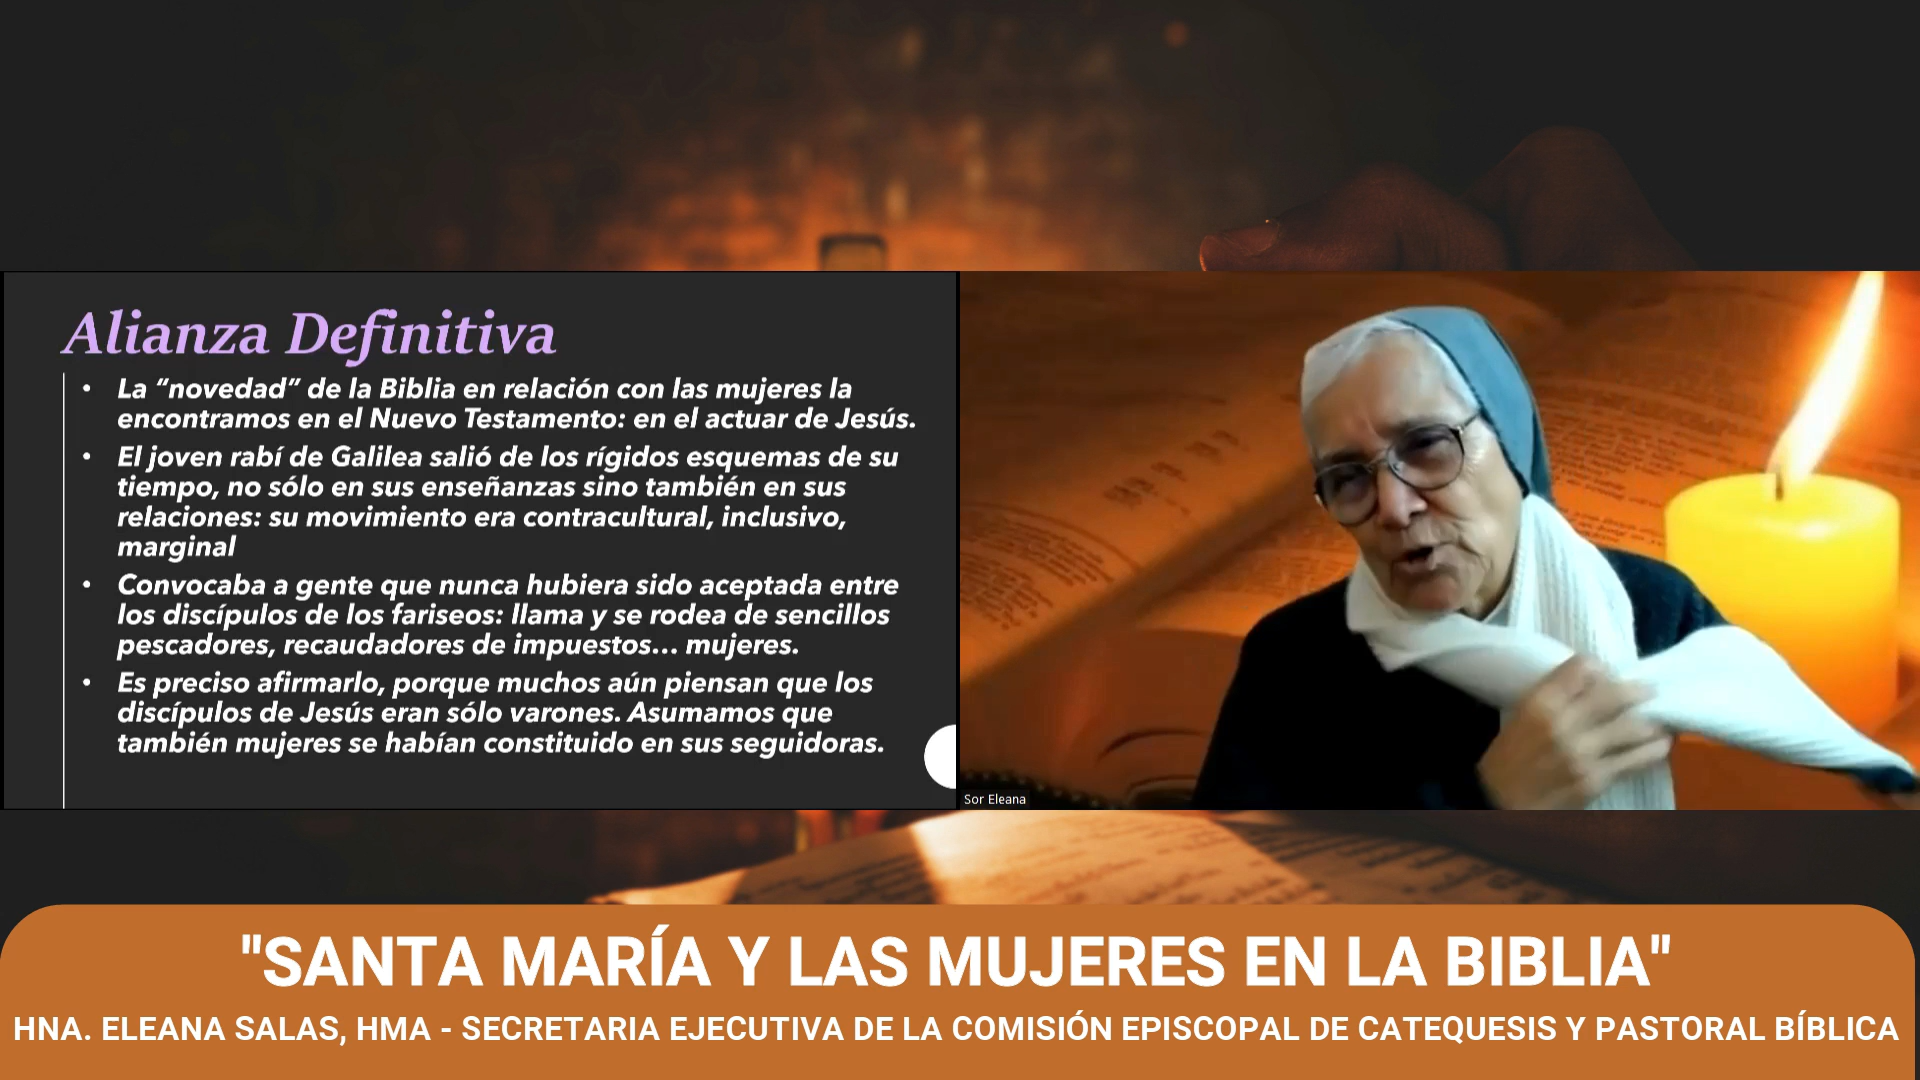 Alianza Definitiva
• La “novedad” de la Biblia en relación con las mujeres la
encontramos en el Nuevo Testamento: en el actuar de Jesús.
• El joven rabí de Galilea salió de los rígidos esquemas de su
tiempo, no sólo en sus enseñanzas sino también en sus
relaciones: su movimiento era contracultural, inclusivo,
marginal
• Convocaba a gente que nunca hubiera sido aceptada entre
los discípulos de los fariseos: llama y se rodea de sencillos
pescadores, recaudadores de impuestos... mujeres.
• Es preciso afirmarlo, porque muchos aún piensan que los
discípulos de Jesús eran sólo varones. Asumamos que
también mujeres se habían constituido en sus seguidoras.
Sor Eleana
"SANTA MARÍA Y LAS MUJERES EN LA BIBLIA"
HNA. ELEANA SALAS, HMA - SECRETARIA EJECUTIVA DE LA COMISIÓN EPISCOPAL DE CATEQUESIS Y PASTORAL BÍBLICA